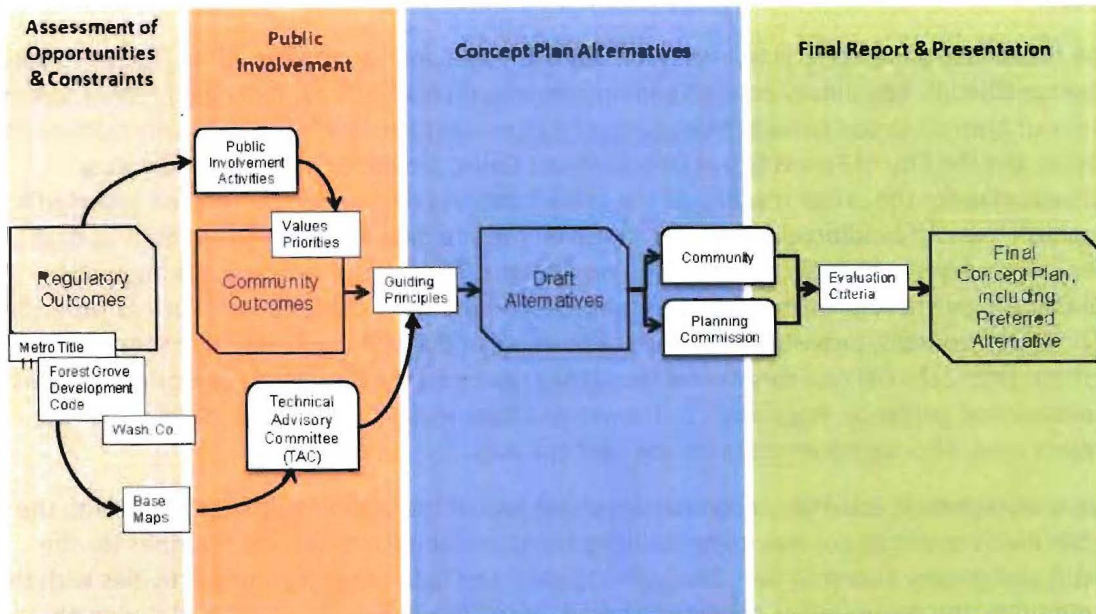 Assessment of
Opportunities
& Constraints
Public
Involvement
Concept Plan Alternatives
Final Report & Presentation
Public
Involvement
Activities
Values
Priorities
Regulatory
Outcomes
Community
Outcomes
Guiding
Principles
Draft
Alternatives
Community
Planning
Commission
Evaluation
Criteria
Final
Concept Plan,
including
Preferred
Alternative
Metro Title
Forest Grove
Development
Code
Wash. Co.
Technical
Advisory
Committee
(TAC)
Base
Maps